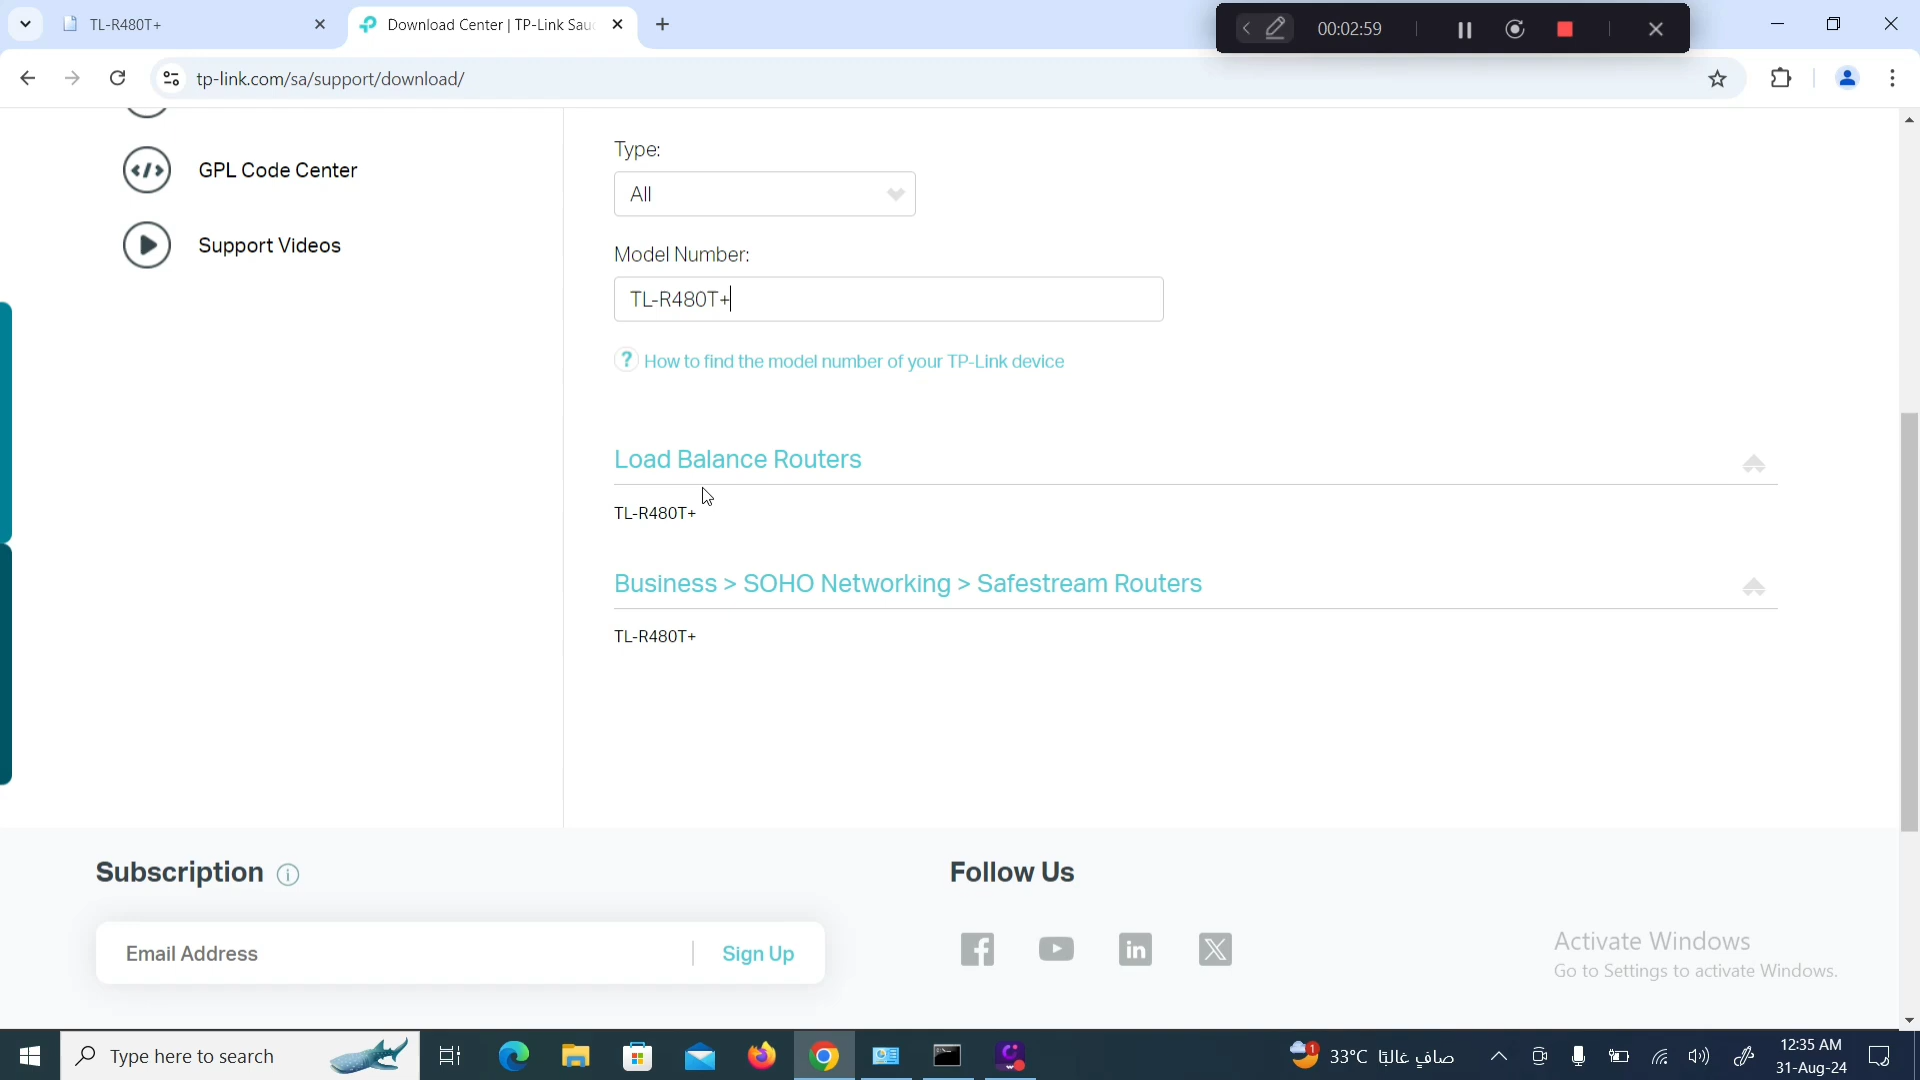 TL-R480T+
Download Center | TP-Link Sau
00:02:59
tp-link.com/sa/support/download/
GPL Code Center
Support Videos
Type:
All
Model Number:
TL-R480T+
? How to find the model number of your TP-Link device
Load Balance Routers
TL-R480T+
Business > SOHO Networking > Safestream Routers
TL-R480T+
Subscription
Follow Us
Email Address
Sign Up
Activate Windows
Go to Settings to activate Windows.
Type here to search
1
33°C صافٍ غالبًا
12:35 AM
31-Aug-24